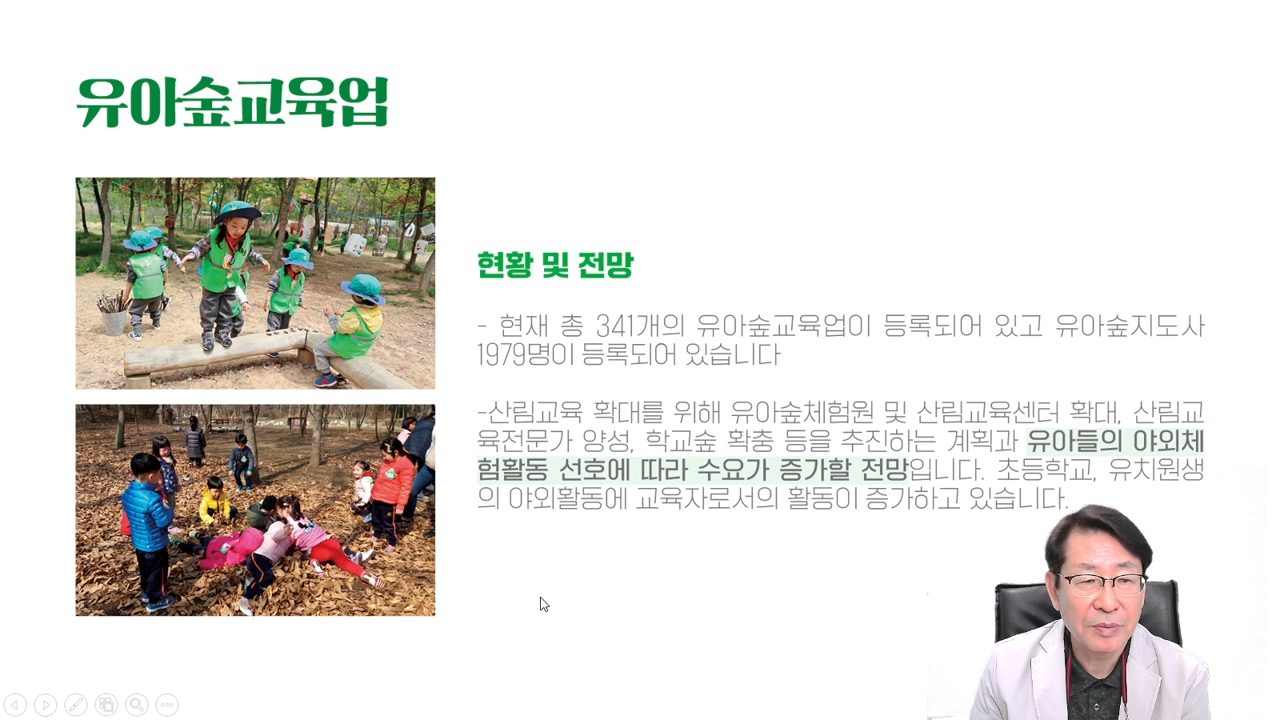 유아숲교육업
현황 및 전망
- 현재 총 341개의 유아숲교육업이 등록되어 있고 유아숲지도사
1979명이 등록되어 있습니다
-산림교육 확대를 위해 유아숲체험원 및 산림교육센터 확대, 산림교
육전문가 양성, 학교숲 확충 등을 추진하는 계획과 유아들의 야외체
험활동 선호에 따라 수요가 증가할 전망입니다. 초등학교, 유치원생
의 야외활동에 교육자로서의 활동이 증가하고 있습니다.